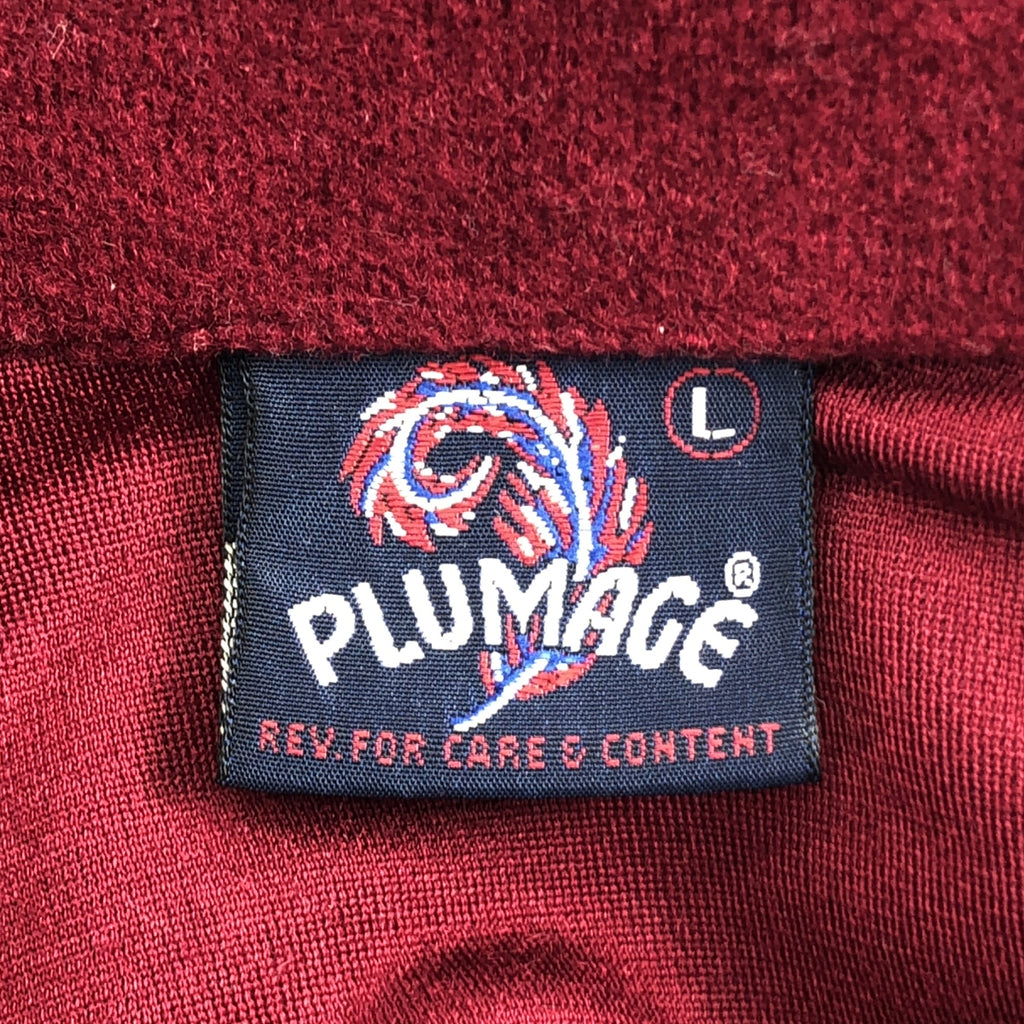 L
PLUMAGE®
REV.FOR CARE & CONTENT